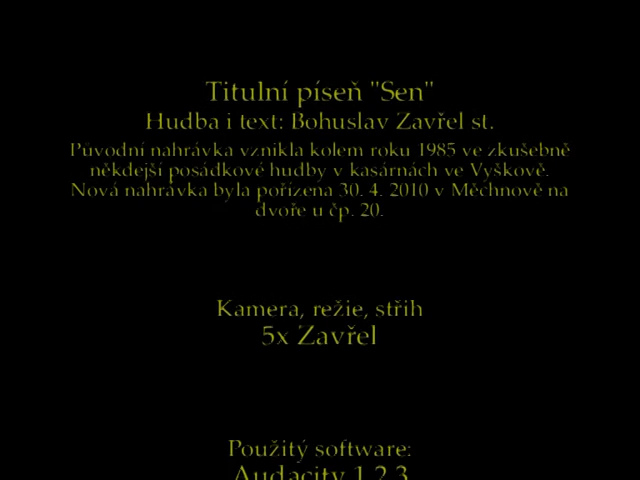 Titulní píseň "Sen"
Hudba i text: Bohuslav Zavřel st.
Původní nahrávka vznikla kolem roku 1985 ve zkušebně
někdejší posádkové hudby v kasárnách ve Vyškově.
Nová nahrávka byla pořízena 30. 4. 2010 v Měchnově na
dvoře u čp. 20.
Kamera, režie, střih
5x Zavřel
Použitý software:
Audacity 1.2.3